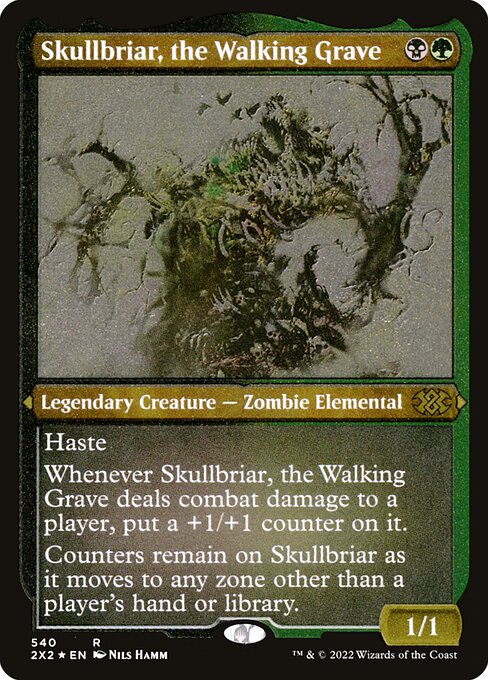 Skullbriar, the Walking Grave
Legendary Creature — Zombie Elemental
Haste
Whenever Skullbriar, the Walking
Grave deals combat damage to a
player, put a +1/+1 counter on it.
Counters remain on Skullbriar as
it moves to any zone other than a
player's hand or library.
1/1
540 R
2X2 ★ EN Nils Hamm
™ & © 2022 Wizards of the Coast